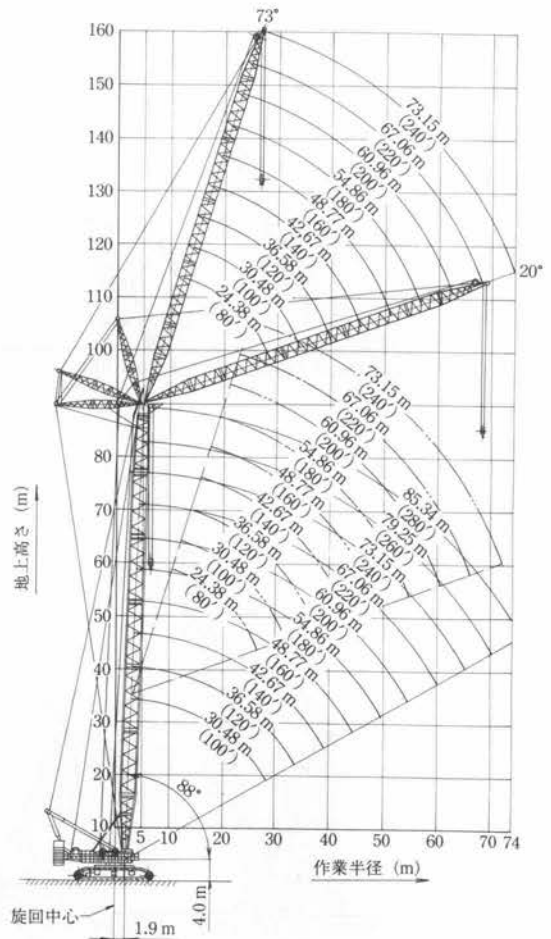 73°
160
150
140
130
120
110
100
90
80
70
60
50
40
30
20
10
地上高さ (m)
73.15 m
(240′)
67.06 m
(220′)
60.96 m
(200′)
54.86 m
(180′)
48.77 m
(160′)
42.67 m
(140′)
36.58 m
(120′)
30.48 m
(100′)
24.38 m
(80′)
20°
73.15 m
(240′)
67.06 m
(220′)
60.96 m
(200′)
54.86 m
(180′)
48.77 m
(160′)
42.67 m
(140′)
36.58 m
(120′)
30.48 m
(100′)
24.38 m
(80′)
85.34 m
(280′)
79.25 m
(260′)
73.15 m
(240′)
67.06 m
(220′)
60.96 m
(200′)
54.86 m
(180′)
48.77 m
(160′)
42.67 m
(140′)
36.58 m
(120′)
30.48 m
(100′)
88°
5 10 20 30 40 50 60 70 74
作業半径 (m)
4.0 m
旋回中心
1.9 m